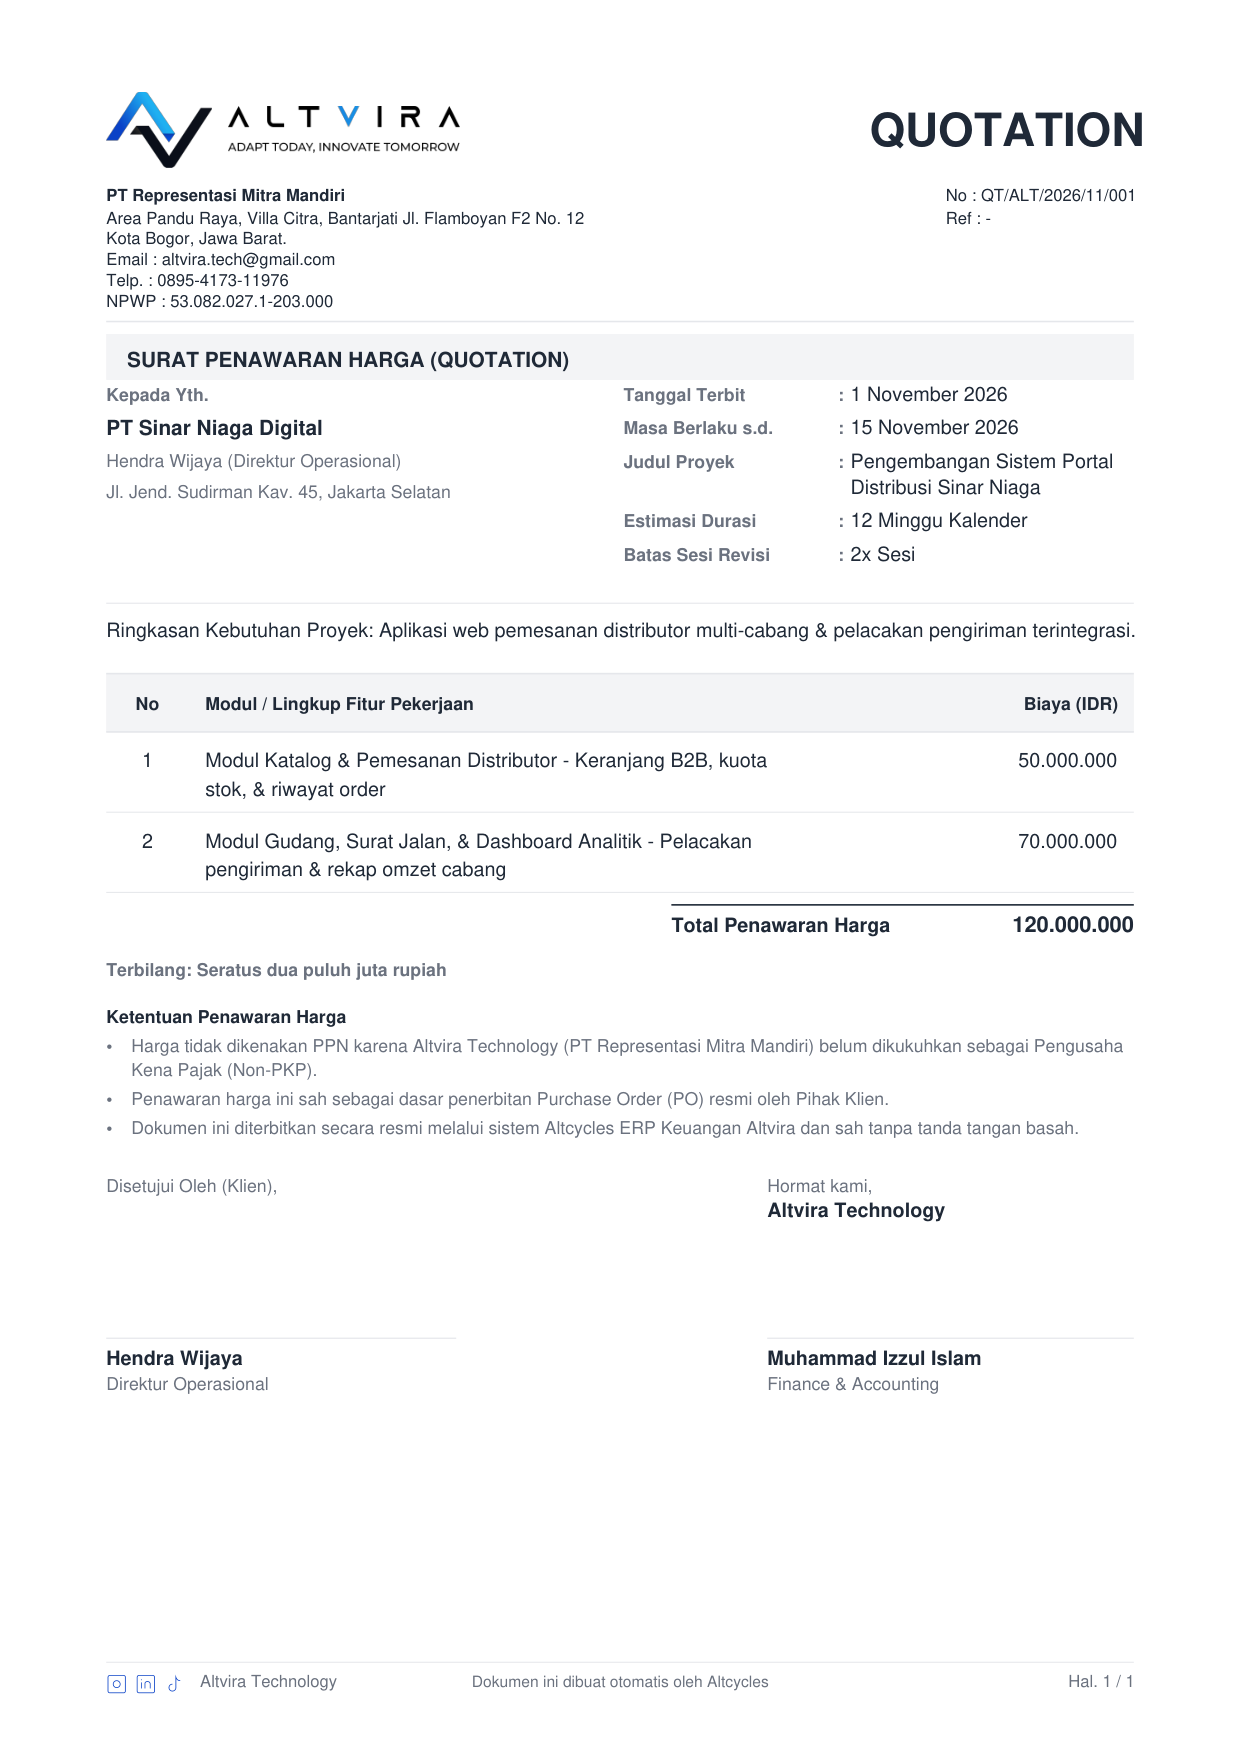 ALTVIRA
ADAPT TODAY, INNOVATE TOMORROW
QUOTATION
PT Representasi Mitra Mandiri
Area Pandu Raya, Villa Citra, Bantarjati Jl. Flamboyan F2 No. 12
Kota Bogor, Jawa Barat.
Email : altvira.tech@gmail.com
Telp. : 0895-4173-11976
NPWP : 53.082.027.1-203.000
No : QT/ALT/2026/11/001
Ref : -
SURAT PENAWARAN HARGA (QUOTATION)
Kepada Yth.
PT Sinar Niaga Digital
Hendra Wijaya (Direktur Operasional)
Jl. Jend. Sudirman Kav. 45, Jakarta Selatan
Tanggal Terbit : 1 November 2026
Masa Berlaku s.d. : 15 November 2026
Judul Proyek : Pengembangan Sistem Portal
Distribusi Sinar Niaga
Estimasi Durasi : 12 Minggu Kalender
Batas Sesi Revisi : 2x Sesi
Ringkasan Kebutuhan Proyek: Aplikasi web pemesanan distributor multi-cabang & pelacakan pengiriman terintegrasi.
No Modul / Lingkup Fitur Pekerjaan Biaya (IDR)
1 Modul Katalog & Pemesanan Distributor - Keranjang B2B, kuota 50.000.000
stok, & riwayat order
2 Modul Gudang, Surat Jalan, & Dashboard Analitik - Pelacakan 70.000.000
pengiriman & rekap omzet cabang
Total Penawaran Harga 120.000.000
Terbilang: Seratus dua puluh juta rupiah
Ketentuan Penawaran Harga
• Harga tidak dikenakan PPN karena Altvira Technology (PT Representasi Mitra Mandiri) belum dikukuhkan sebagai Pengusaha
Kena Pajak (Non-PKP).
• Penawaran harga ini sah sebagai dasar penerbitan Purchase Order (PO) resmi oleh Pihak Klien.
• Dokumen ini diterbitkan secara resmi melalui sistem Altcycles ERP Keuangan Altvira dan sah tanpa tanda tangan basah.
Disetujui Oleh (Klien),
Hormat kami,
Altvira Technology
Hendra Wijaya
Direktur Operasional
Muhammad Izzul Islam
Finance & Accounting
Altvira Technology Dokumen ini dibuat otomatis oleh Altcycles Hal. 1 / 1